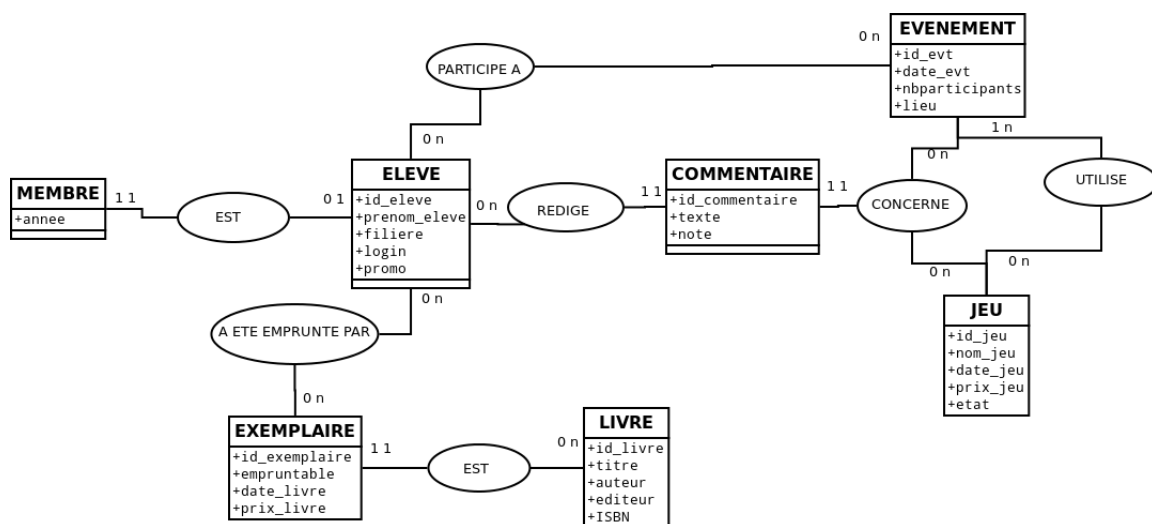 EVENEMENT
+id_evt
+date_evt
+nbparticipants
+lieu
0 n
PARTICIPE A
0 n
1 n
0 n
MEMBRE
+annee
1 1
EST
0 1
ELEVE
+id_eleve
+prenom_eleve
+filiere
+login
+promo
0 n
REDIGE
1 1
COMMENTAIRE
+id_commentaire
+texte
+note
1 1
CONCERNE
UTILISE
0 n
0 n
0 n
A ETE EMPRUNTE PAR
0 n
JEU
+id_jeu
+nom_jeu
+date_jeu
+prix_jeu
+etat
EXEMPLAIRE
+id_exemplaire
+empruntable
+date_livre
+prix_livre
1 1
EST
0 n
LIVRE
+id_livre
+titre
+auteur
+editeur
+ISBN